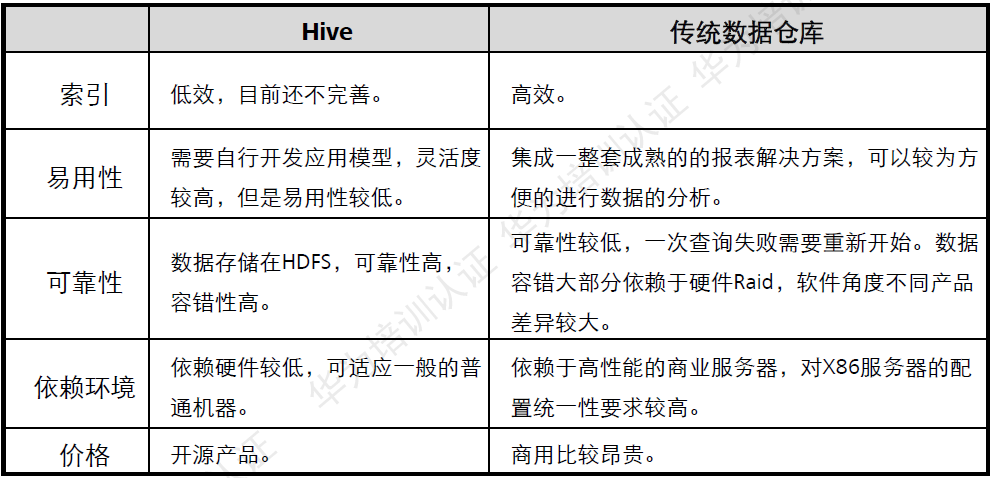 Hive
传统数据仓库
索引
低效，目前还不完善。
高效。
易用性
需要自行开发应用模型，灵活度
较高，但是易用性较低。
集成一整套成熟的的报表解决方案，可以较为方
便的进行数据的分析。
可靠性
数据存储在HDFS，可靠性高，
容错性高。
可靠性较低，一次查询失败需要重新开始。数据
容错大部分依赖于硬件Raid，软件角度不同产品
差异较大。
依赖环境
依赖硬件较低，可适应一般的普
通机器。
依赖于高性能的商业服务器，对X86服务器的配
置统一性要求较高。
价格
开源产品。
商用比较昂贵。
华为培训认证
华为培训认证
华为培训
认证